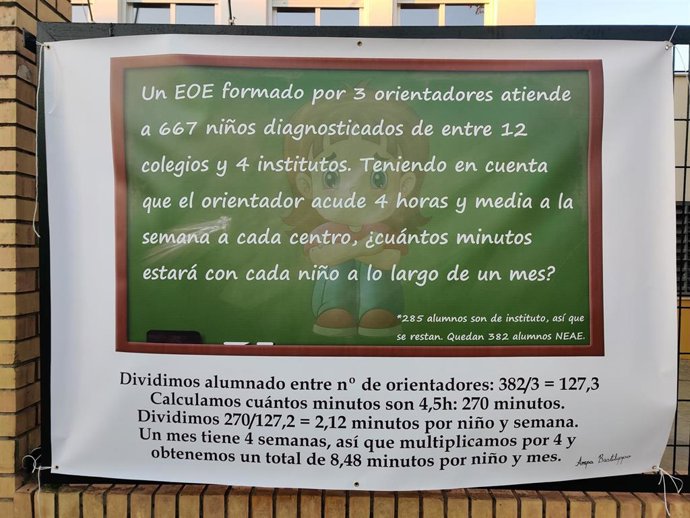 Un EOE formado por 3 orientadores atiende
a 667 niños diagnosticados de entre 12
colegios y 4 institutos. Teniendo en cuenta
que el orientador acude 4 horas y media a la
semana a cada centro, ¿cuántos minutos
estará con cada niño a lo largo de un mes?
*285 alumnos son de instituto, así que
se restan. Quedan 382 alumnos NEAE.
Dividimos alumnado entre nº de orientadores: 382/3 = 127,3
Calculamos cuántos minutos son 4,5h: 270 minutos.
Dividimos 270/127,2 = 2,12 minutos por niño y semana.
Un mes tiene 4 semanas, así que multiplicamos por 4 y
obtenemos un total de 8,48 minutos por niño y mes.
Ampa